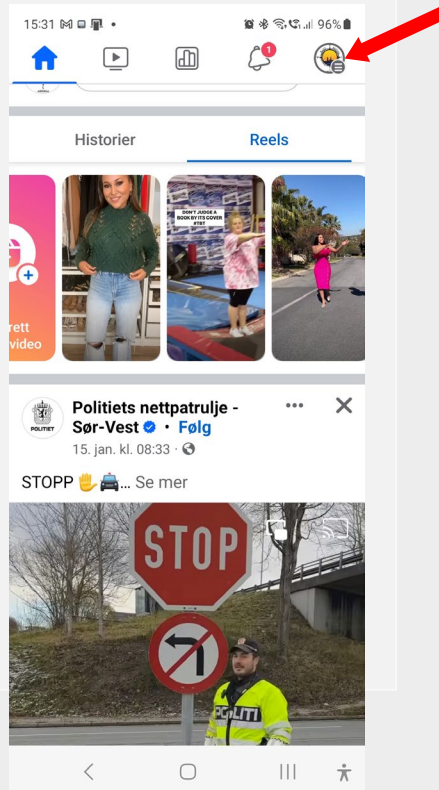 15:31
96%
1
Historier
Reels
rett
video
DON'T JUDGE A
BOOK BY ITS COVER
#TBT
Politiets nettpatrulje -
Sør-Vest • Følg
POLITIET
15. jan. kl. 08:33 ·
STOPP ✋🚔... Se mer
STOP
POLITI